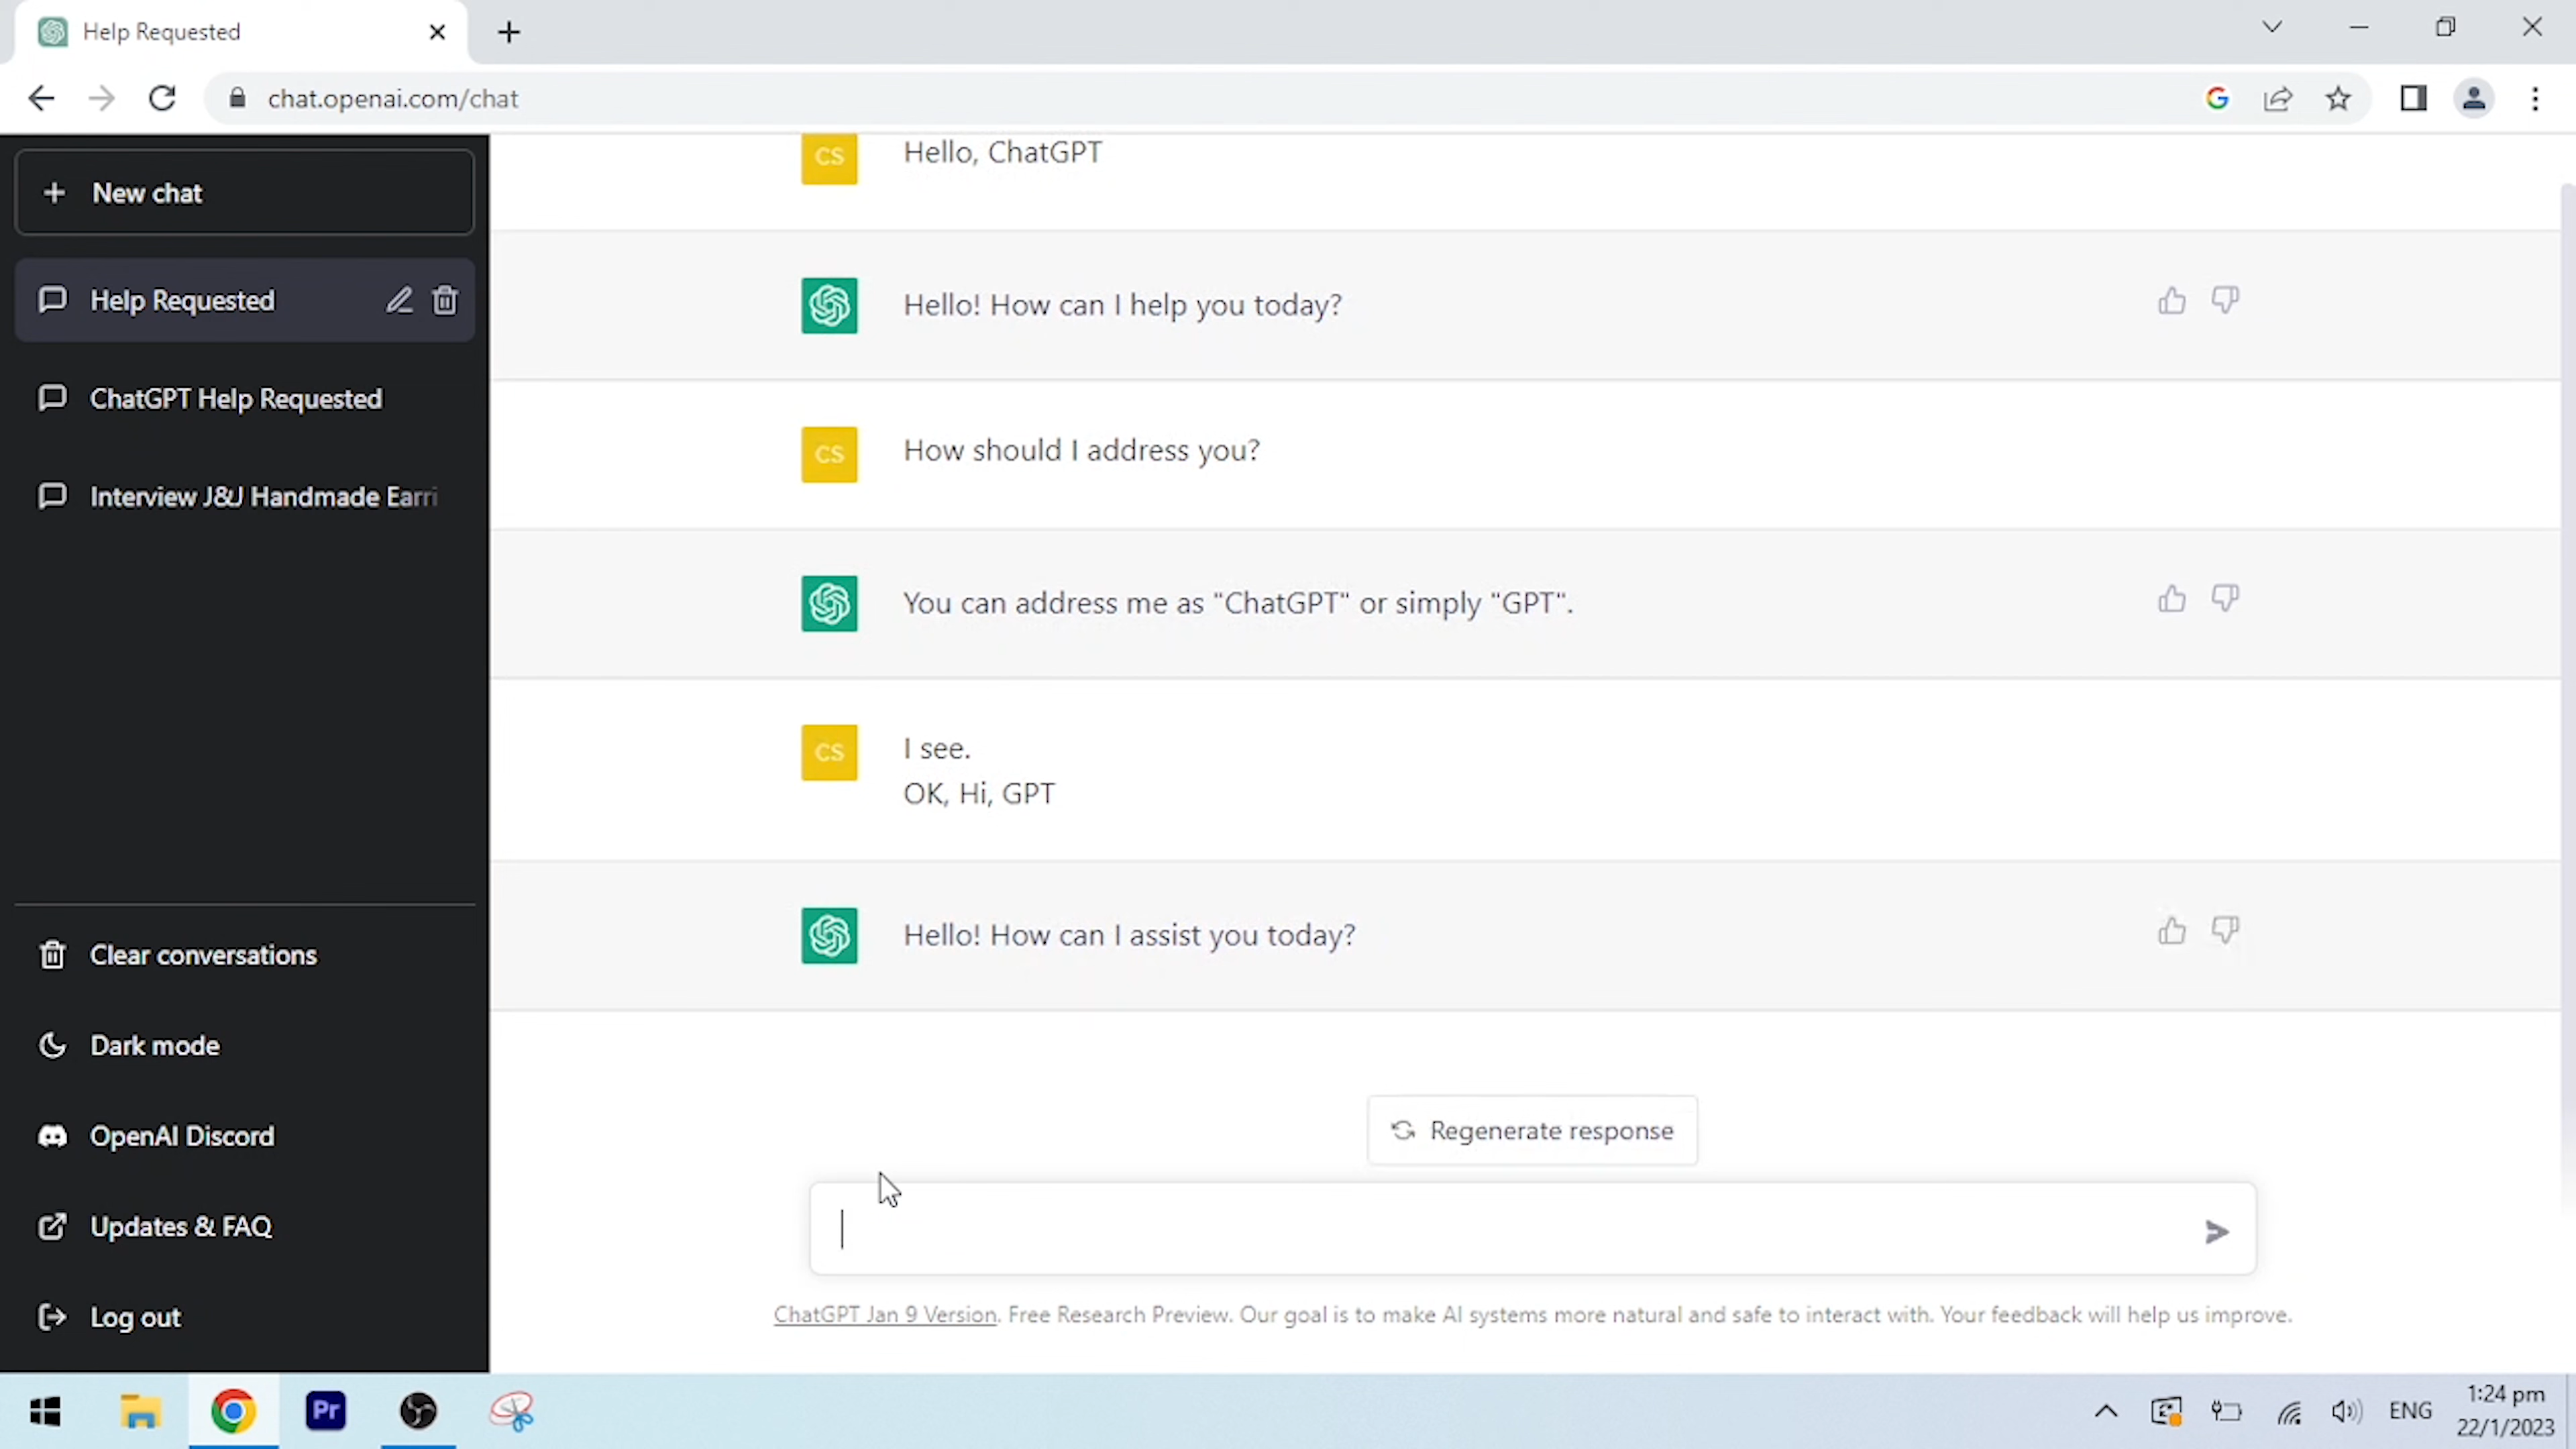 Help Requested
chat.openai.com/chat
New chat
Help Requested
ChatGPT Help Requested
Interview J&J Handmade Earri
Clear conversations
Dark mode
OpenAI Discord
Updates & FAQ
Log out
CS
Hello, ChatGPT
Hello! How can I help you today?
CS
How should I address you?
You can address me as "ChatGPT" or simply "GPT".
CS
I see.
OK, Hi, GPT
Hello! How can I assist you today?
Regenerate response
ChatGPT Jan 9 Version. Free Research Preview. Our goal is to make AI systems more natural and safe to interact with. Your feedback will help us improve.
Pr
ENG
1:24 pm
22/1/2023